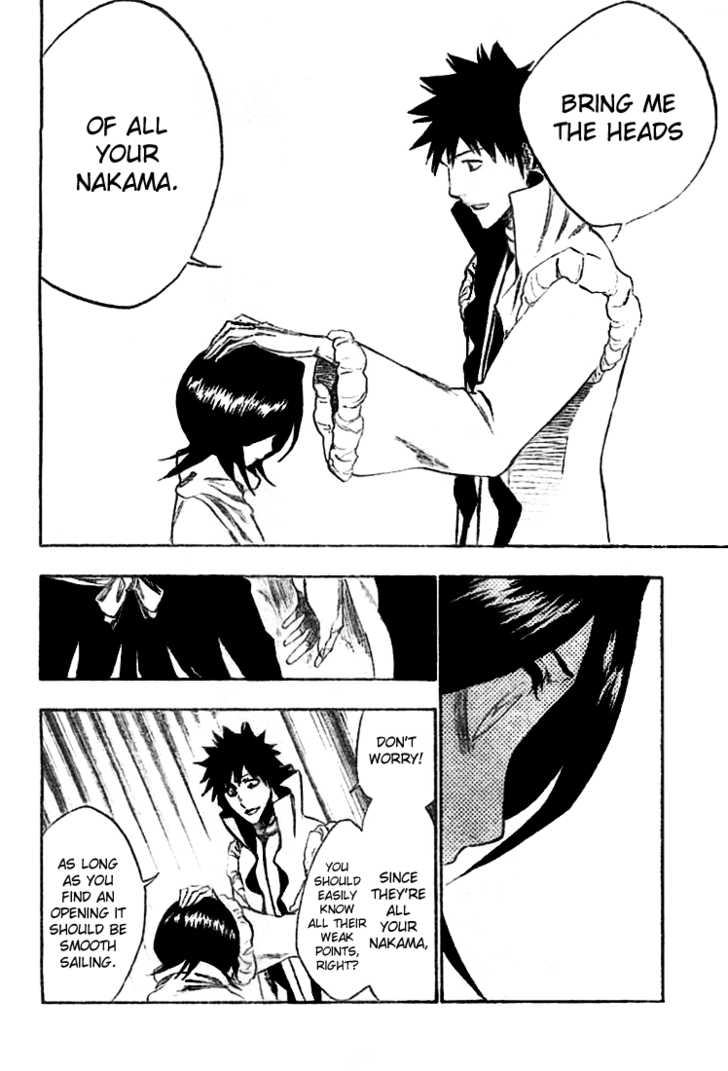 BRING ME
THE HEADS
OF ALL
YOUR
NAKAMA.
DON'T
WORRY!
SINCE
THEY'RE
ALL
YOUR
NAKAMA,
YOU
SHOULD
EASILY
KNOW
ALL THEIR
WEAK
POINTS,
RIGHT?
AS LONG
AS YOU
FIND AN
OPENING IT
SHOULD BE
SMOOTH
SAILING.